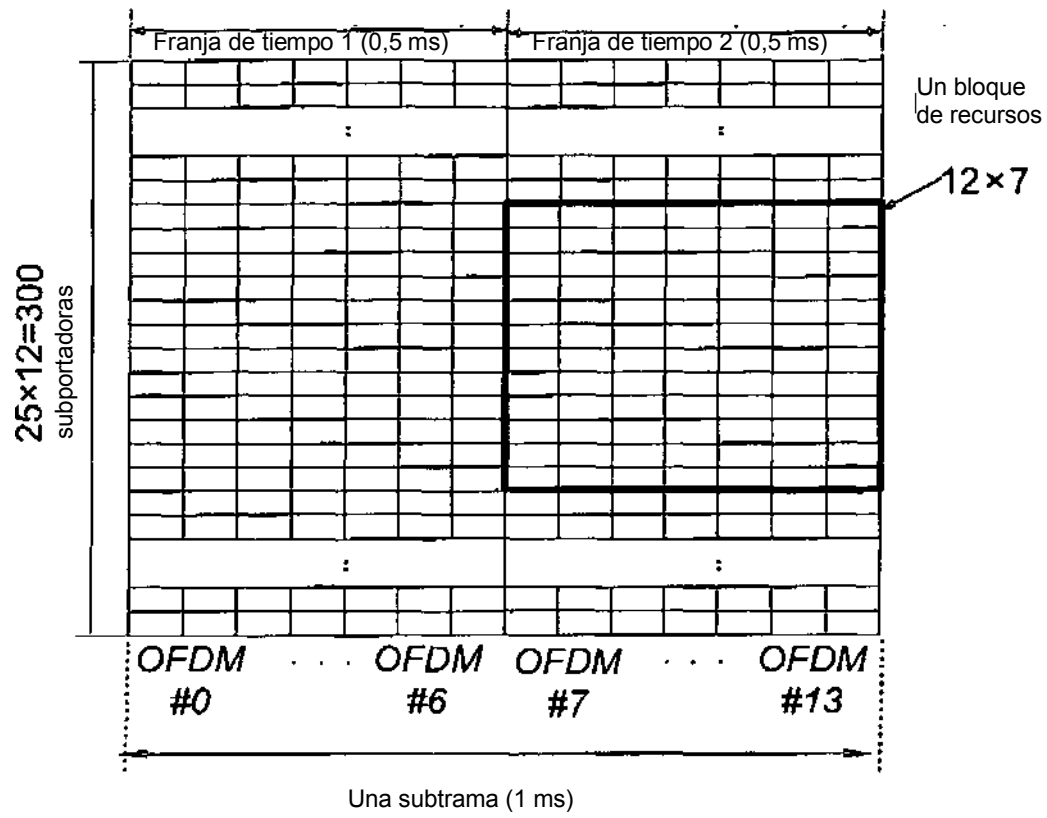 Franja de tiempo 1 (0,5 ms)
Franja de tiempo 2 (0,5 ms)
Un bloque
de recursos
12×7
25×12=300
subportadoras
:
:
:
:
OFDM · · · OFDM OFDM · · · OFDM
#0 #6 #7 #13
Una subtrama (1 ms)